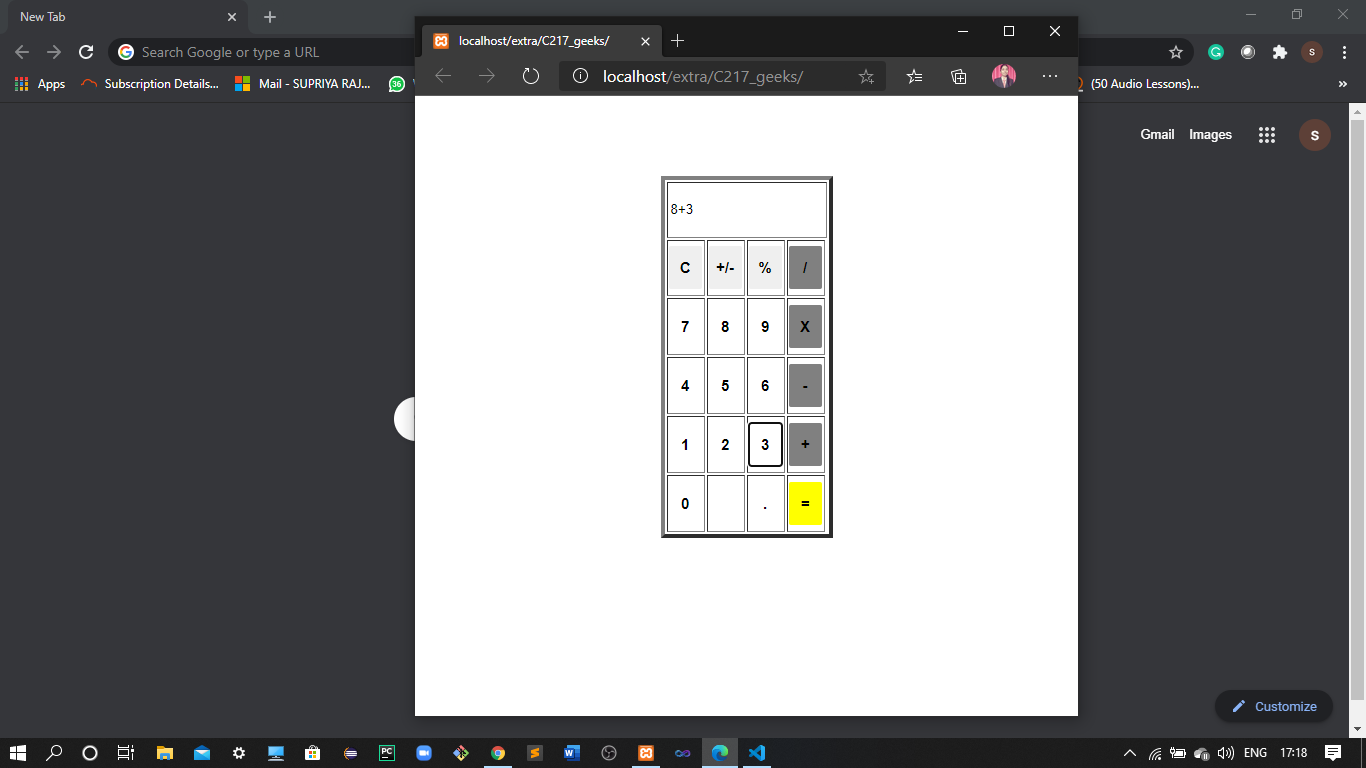 New Tab
localhost/extra/C217_geeks/
Search Google or type a URL
localhost/extra/C217_geeks/
S
Apps
Subscription Details...
Mail - SUPRIYA RAJ...
36
(50 Audio Lessons)...
»
Gmail
Images
S
8+3
C +/- % /
7 8 9 X
4 5 6 -
1 2 3 +
0 . =
Customize
PC
ENG
17:18